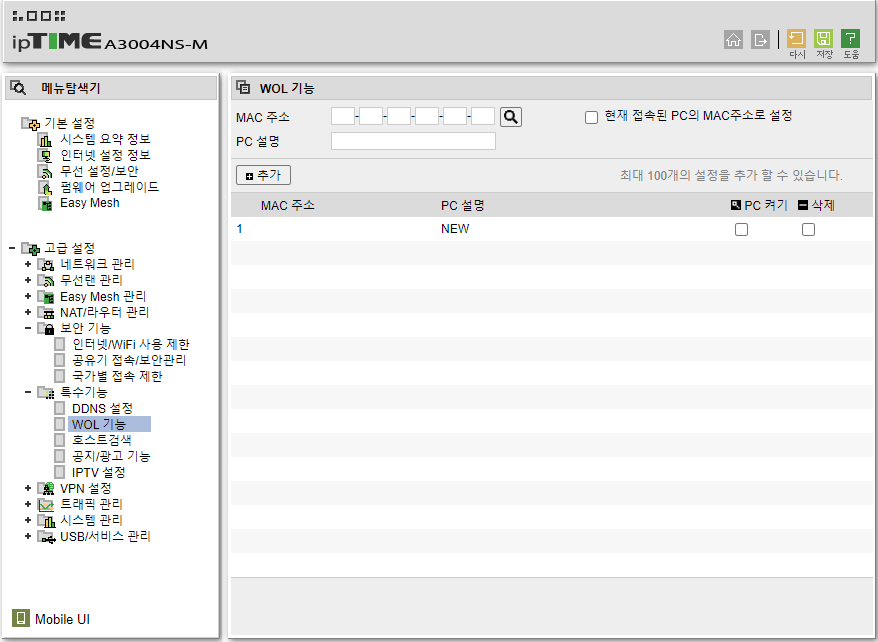 ipTIME A3004NS-M
다시 저장 도움
메뉴탐색기
기본 설정
시스템 요약 정보
인터넷 설정 정보
무선 설정/보안
펌웨어 업그레이드
Easy Mesh
고급 설정
네트워크 관리
무선랜 관리
Easy Mesh 관리
NAT/라우터 관리
보안 기능
인터넷/WiFi 사용 제한
공유기 접속/보안관리
국가별 접속 제한
특수기능
DDNS 설정
WOL 기능
호스트검색
공지/광고 기능
IPTV 설정
VPN 설정
트래픽 관리
시스템 관리
USB/서비스 관리
Mobile UI
WOL 기능
MAC 주소 - - - - - 현재 접속된 PC의 MAC주소로 설정
PC 설명
추가 최대 100개의 설정을 추가 할 수 있습니다.
MAC 주소 PC 설명 PC 켜기 삭제
1 NEW